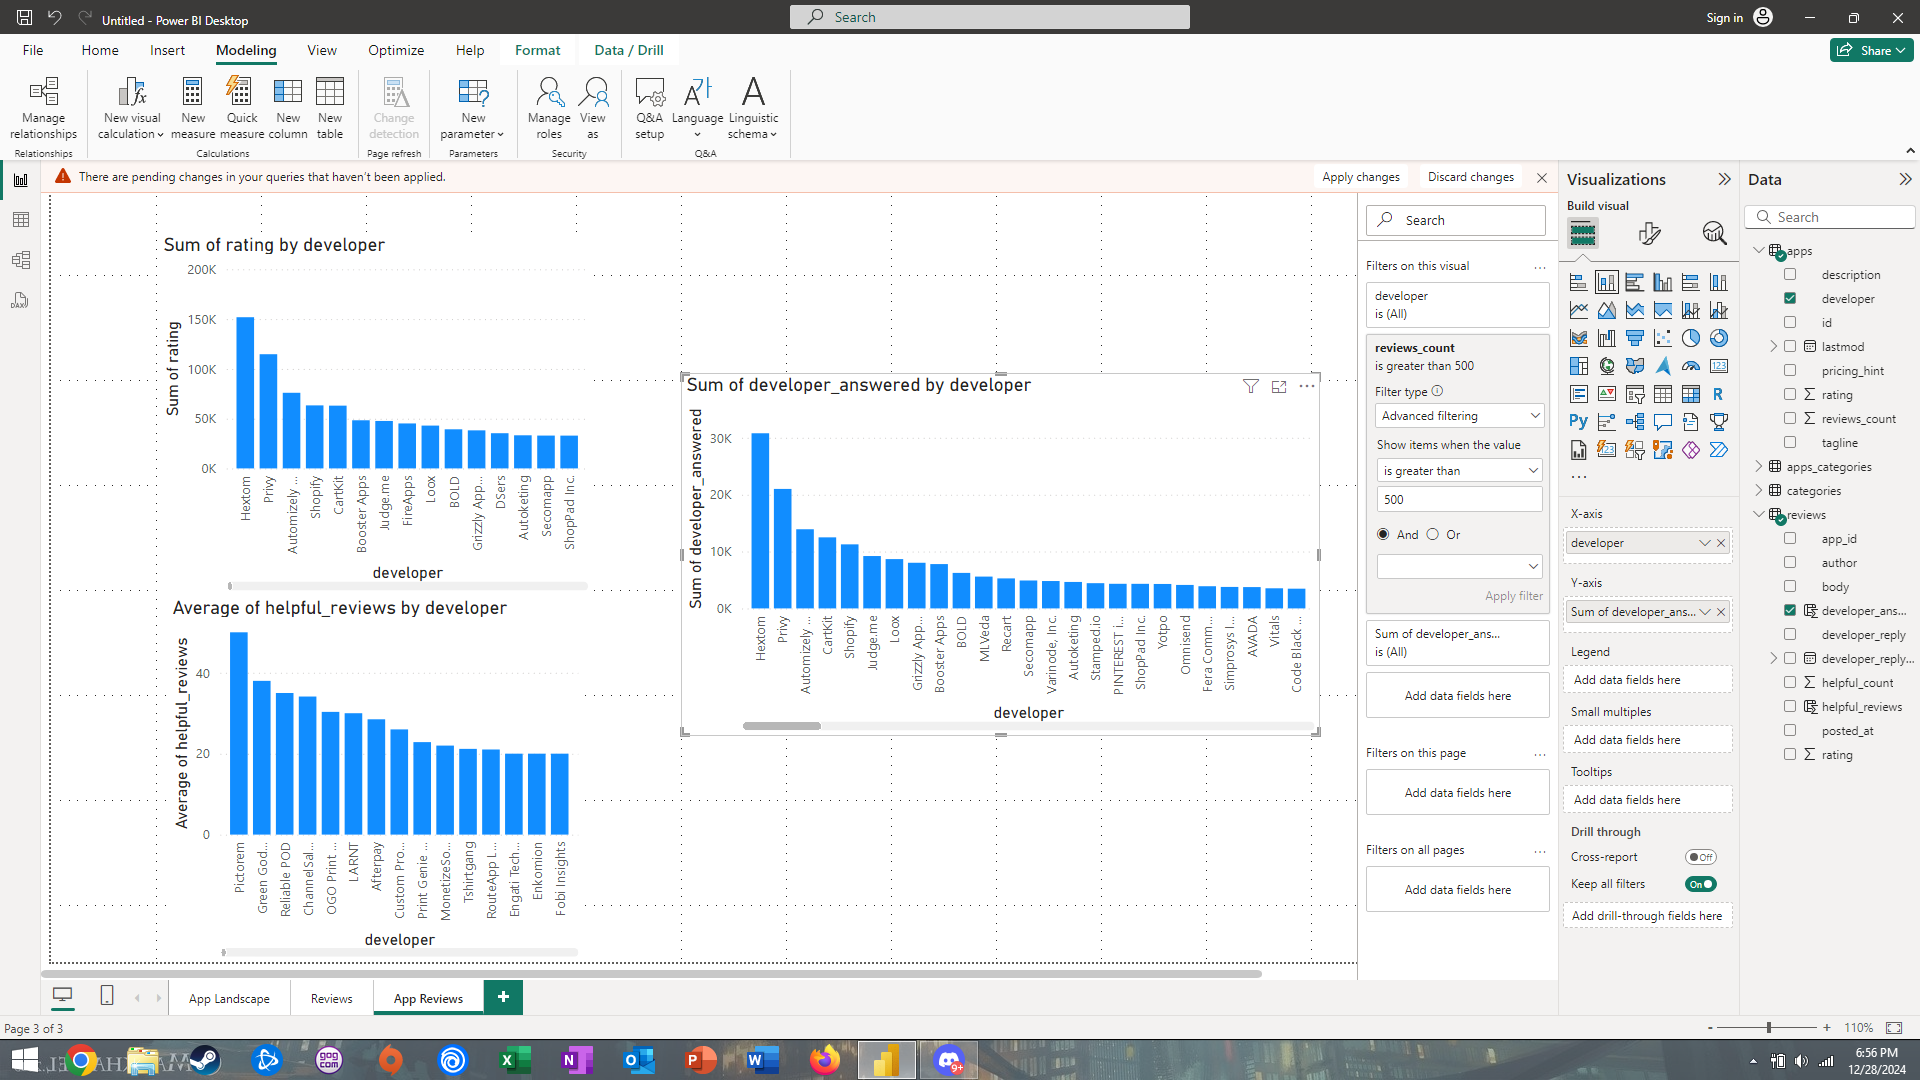 Untitled - Power BI Desktop
Search
Sign in
File
Home
Insert
Modeling
View
Optimize
Help
Format
Data / Drill
Share
Manage relationships
New visual calculation
New measure
Quick measure
New column
New table
Change detection
New parameter
Manage roles
View as
Q&A setup
Language
Linguistic schema
Relationships
Calculations
Page refresh
Parameters
Security
Q&A
There are pending changes in your queries that haven't been applied.
Apply changes
Discard changes
Sum of rating by developer
200K
150K
100K
50K
0K
Sum of rating
Hextom
Privy
Automizely ...
Shopify
CartKit
Booster Apps
Judge.me
FireApps
Loox
BOLD
Grizzly App...
DSers
Autoketing
Secomapp
ShopPad Inc.
developer
Average of helpful_reviews by developer
40
20
0
Average of helpful_reviews
Pictorem
Green God...
Reliable POD
ChannelSal...
OGO Print ...
LARNT
Afterpay
Custom Pro...
Print Genie ...
MonetizeSo...
Tshirtgang
RouteApp L...
Engati Tech...
Enkomion
Fobi Insights
developer
Sum of developer_answered by developer
30K
20K
10K
0K
Sum of developer_answered
Hextom
Privy
Automizely ...
CartKit
Shopify
Judge.me
Loox
Grizzly App...
Booster Apps
BOLD
MLVeda
Recart
Secomapp
Varinode, Inc.
Autoketing
Stamped.io
PINTEREST i...
ShopPad Inc.
Yotpo
Omnisend
Fera Comm...
Simprosys I...
AVADA
Vitals
Code Black ...
developer
Search
Filters on this visual
...
developer
is (All)
reviews_count
is greater than 500
Filter type
Advanced filtering
Show items when the value
is greater than
500
And
Or
Apply filter
Sum of developer_ans...
is (All)
Add data fields here
Filters on this page
...
Add data fields here
Filters on all pages
...
Add data fields here
Visualizations
Build visual
R
Py
123
...
X-axis
developer
Y-axis
Sum of developer_ans...
Legend
Add data fields here
Small multiples
Add data fields here
Tooltips
Add data fields here
Drill through
Cross-report
Off
Keep all filters
On
Add drill-through fields here
Data
Search
apps
description
developer
id
lastmod
pricing_hint
rating
reviews_count
tagline
apps_categories
categories
reviews
app_id
author
body
developer_ans...
developer_reply
developer_reply...
helpful_count
helpful_reviews
posted_at
rating
App Landscape
Reviews
App Reviews
+
Page 3 of 3
110%
6:56 PM
12/28/2024